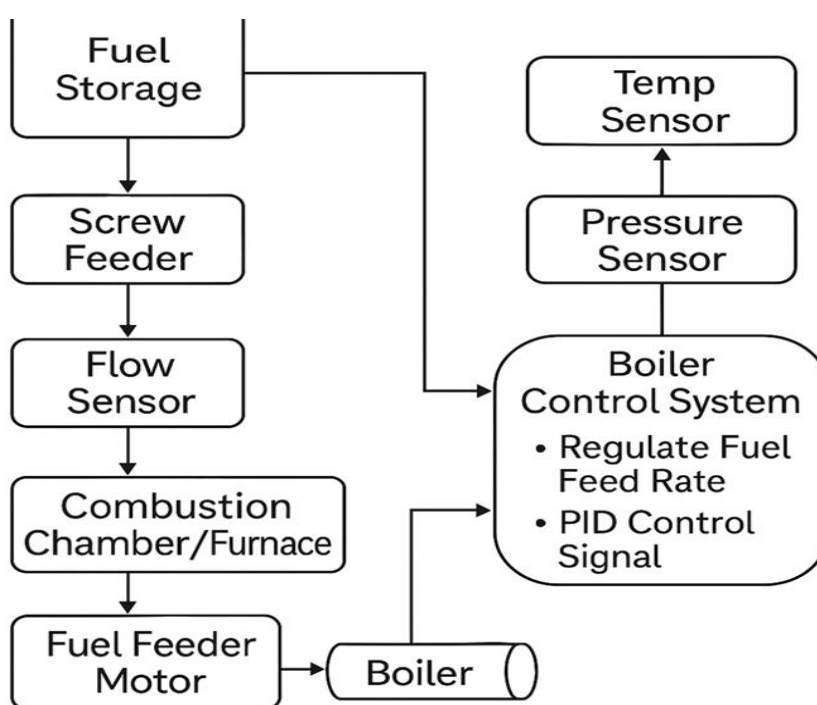 Fuel
Storage
Screw
Feeder
Flow
Sensor
Combustion
Chamber/Furnace
Fuel Feeder
Motor
Boiler
Temp
Sensor
Pressure
Sensor
Boiler
Control System
• Regulate Fuel
Feed Rate
• PID Control
Signal